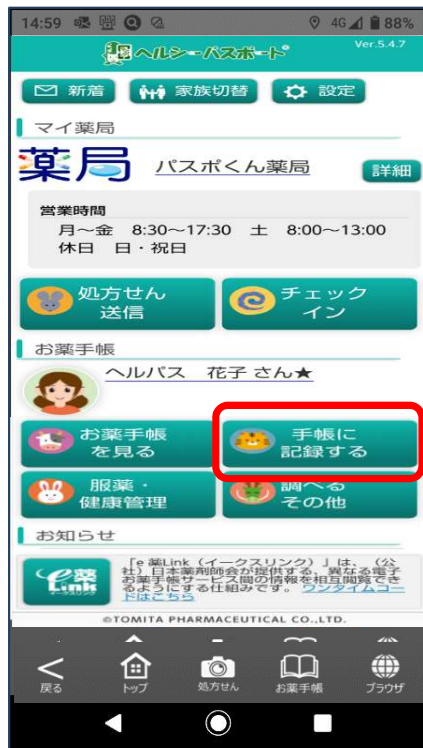 14:59 4G 88%
ヘルシーパスポート Ver.5.4.7
新着 家族切替 設定
マイ薬局
薬局 パスポくん薬局 詳細
営業時間
月～金 8:30～17:30 土 8:00～13:00
休日 日・祝日
処方せん
送信
チェック
イン
お薬手帳
ヘルパス 花子 さん★
お薬手帳
を見る
手帳に
記録する
服薬・
健康管理
調べる
その他
お知らせ
e薬
Link
イークスリンク
「e 薬Link（イークスリンク）」は、（公
社）日本薬剤師会が提供する、異なる電子
お薬手帳サービス間の情報を相互閲覧でき
るようにする仕組みです。 ワンタイムコー
ドはこちら
©TOMITA PHARMACEUTICAL CO.,LTD.
戻る トップ 処方せん お薬手帳 ブラウザ